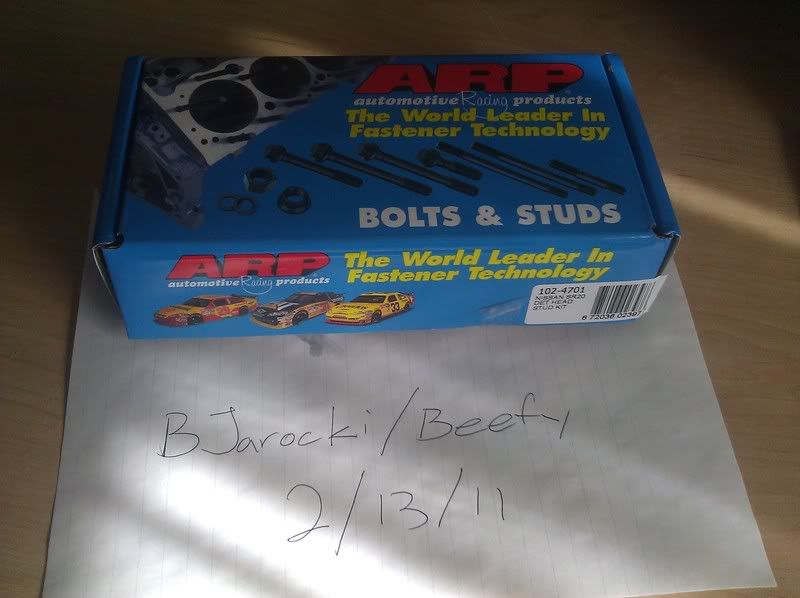 ARP
automotive Racing products
The World Leader In
Fastener Technology
BOLTS & STUDS
ARP
automotive Racing products
The World Leader In
Fastener Technology
102-4701
NISSAN SR20
DET HEAD
STUD KIT
33
BJarocki/Beefy
2/13/11